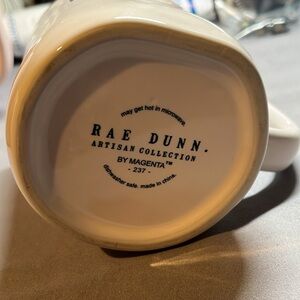 may get hot in microwave.
RAE DUNN.
ARTISAN COLLECTION
BY MAGENTA™
- 237 -
dishwasher safe. made in china.